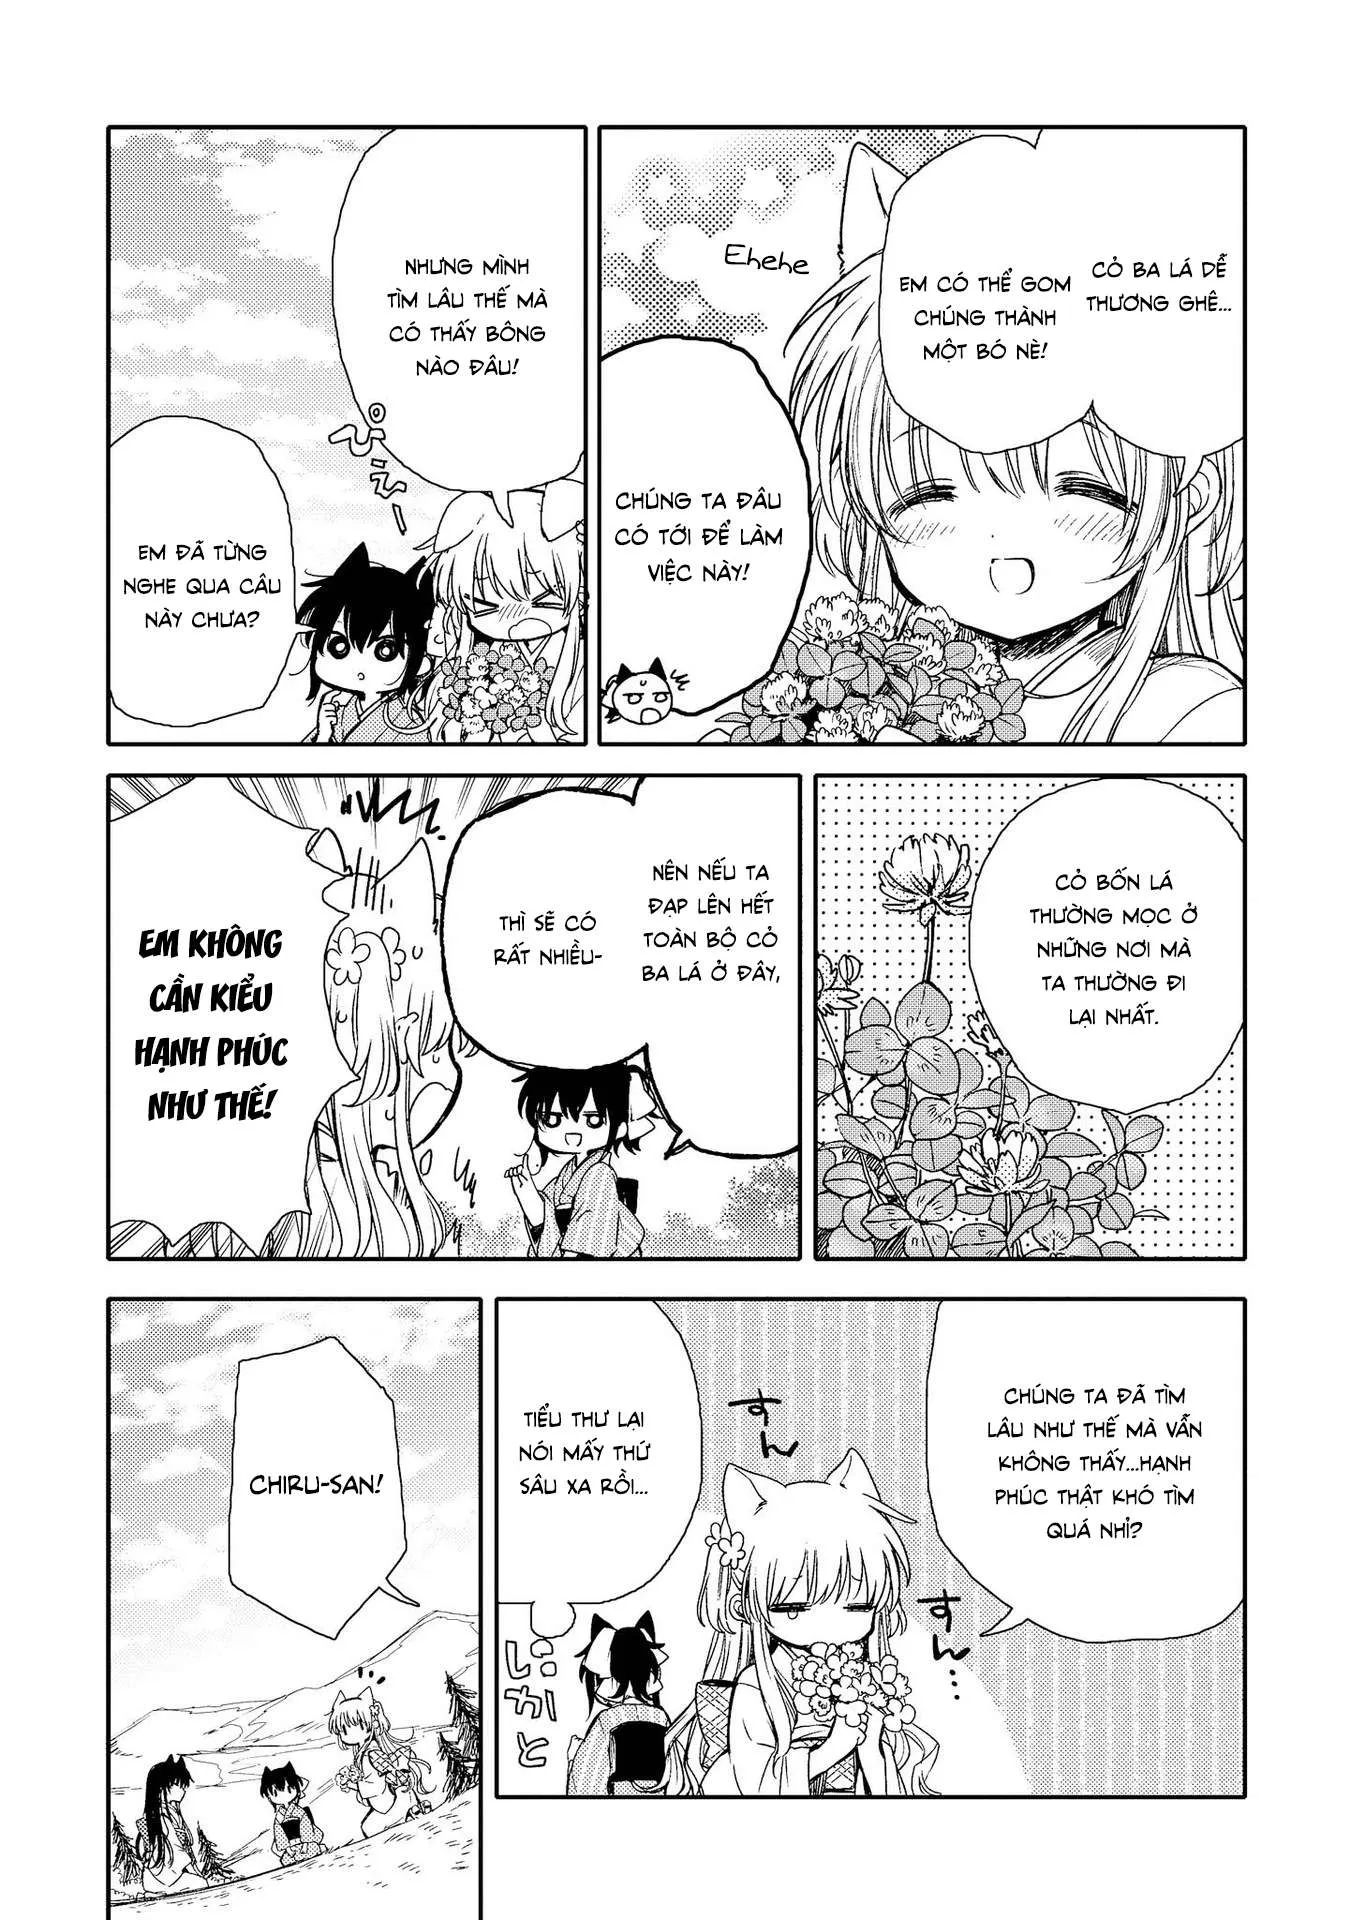 CỎ BA LÁ DỄ
THƯƠNG GHÊ...
EM CÓ THỂ GOM
CHÚNG THÀNH
MỘT BÓ NÈ!
Ehehe
CHÚNG TA ĐÂU
CÓ TỚI ĐỂ LÀM
VIỆC NÀY!
NHƯNG MÌNH
TÌM LÂU THẾ MÀ
CÓ THẤY BÔNG
NÀO ĐÂU!
ぴえー
EM ĐÃ TỪNG
NGHE QUA CÂU
NÀY CHƯA?
CỎ BỐN LÁ
THƯỜNG MỌC Ở
NHỮNG NƠI MÀ
TA THƯỜNG ĐI
LẠI NHẤT.
NÊN NẾU TA
ĐẠP LÊN HẾT
TOÀN BỘ CỎ
BA LÁ Ở ĐÂY,
THÌ SẼ CÓ
RẤT NHIỀU-
EM KHÔNG
CẦN KIỂU
HẠNH PHÚC
NHƯ THẾ!
CHÚNG TA ĐÃ TÌM
LÂU NHƯ THẾ MÀ VẪN
KHÔNG THẤY...HẠNH
PHÚC THẬT KHÓ TÌM
QUÁ NHỈ?
すん
すん...
TIỂU THƯ LẠI
NÓI MẤY THỨ
SÂU XA RỒI...
しかと
CHIRU-SAN!